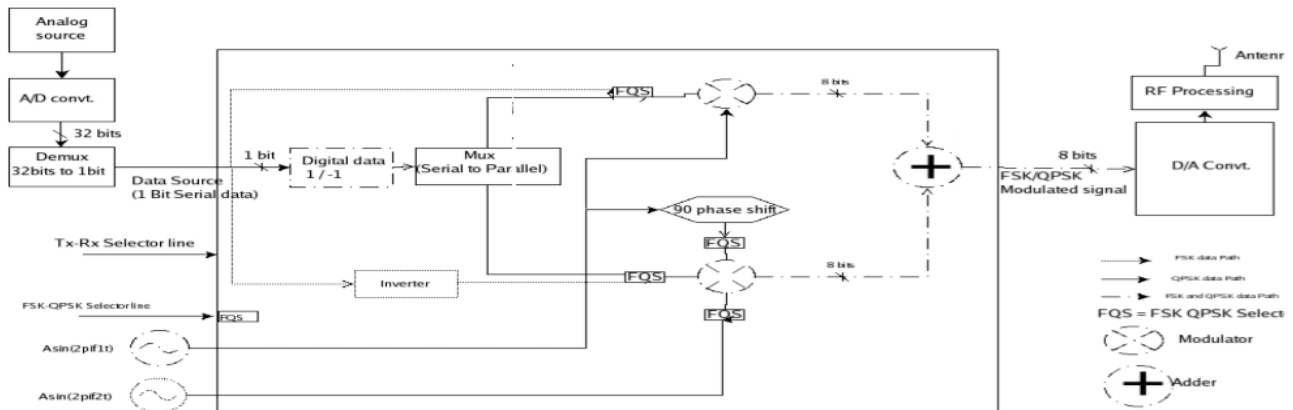 Analog
source
A/D convt.
32 bits
Demux
32bits to 1bit
1 bit
Data Source
(1 Bit Serial data)
Digital data
1 / -1
Mux
(Serial to Parallel)
FQS
8 bits
90 phase shift
FQS
FQS
8 bits
FQS
Inverter
Tx-Rx Selector line
FSK-QPSK Selector line
FQS
Asin(2pif1t)
Asin(2pif2t)
FSK/QPSK
Modulated signal
8 bits
D/A Convt.
RF Processing
Antenr
FSK data Path
QPSK data Path
FSK and QPSK data Path
FQS = FSK QPSK Select
Modulator
Adder